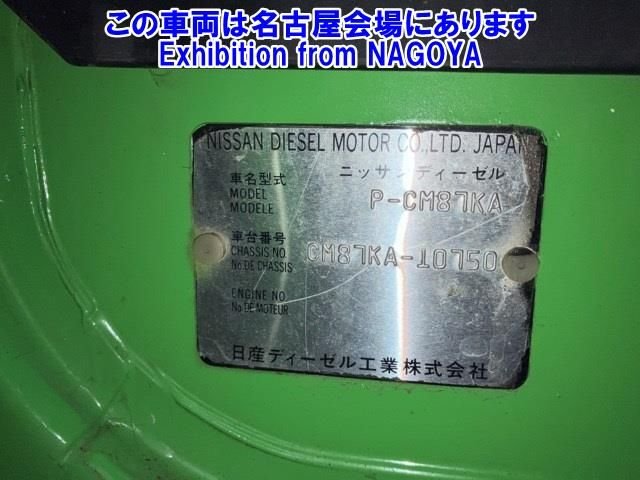 この車両は名古屋会場にあります
Exhibition from NAGOYA
NISSAN DIESEL MOTOR CO.,LTD. JAPAN
車名型式 ニッサンディーゼル
MODEL
MODELE P-CM87KA
車台番号
CHASSIS NO. CM87KA-10750
No. DE CHASSIS
ENGINE NO.
No DE MOTEUR
日産ディーゼル工業株式会社